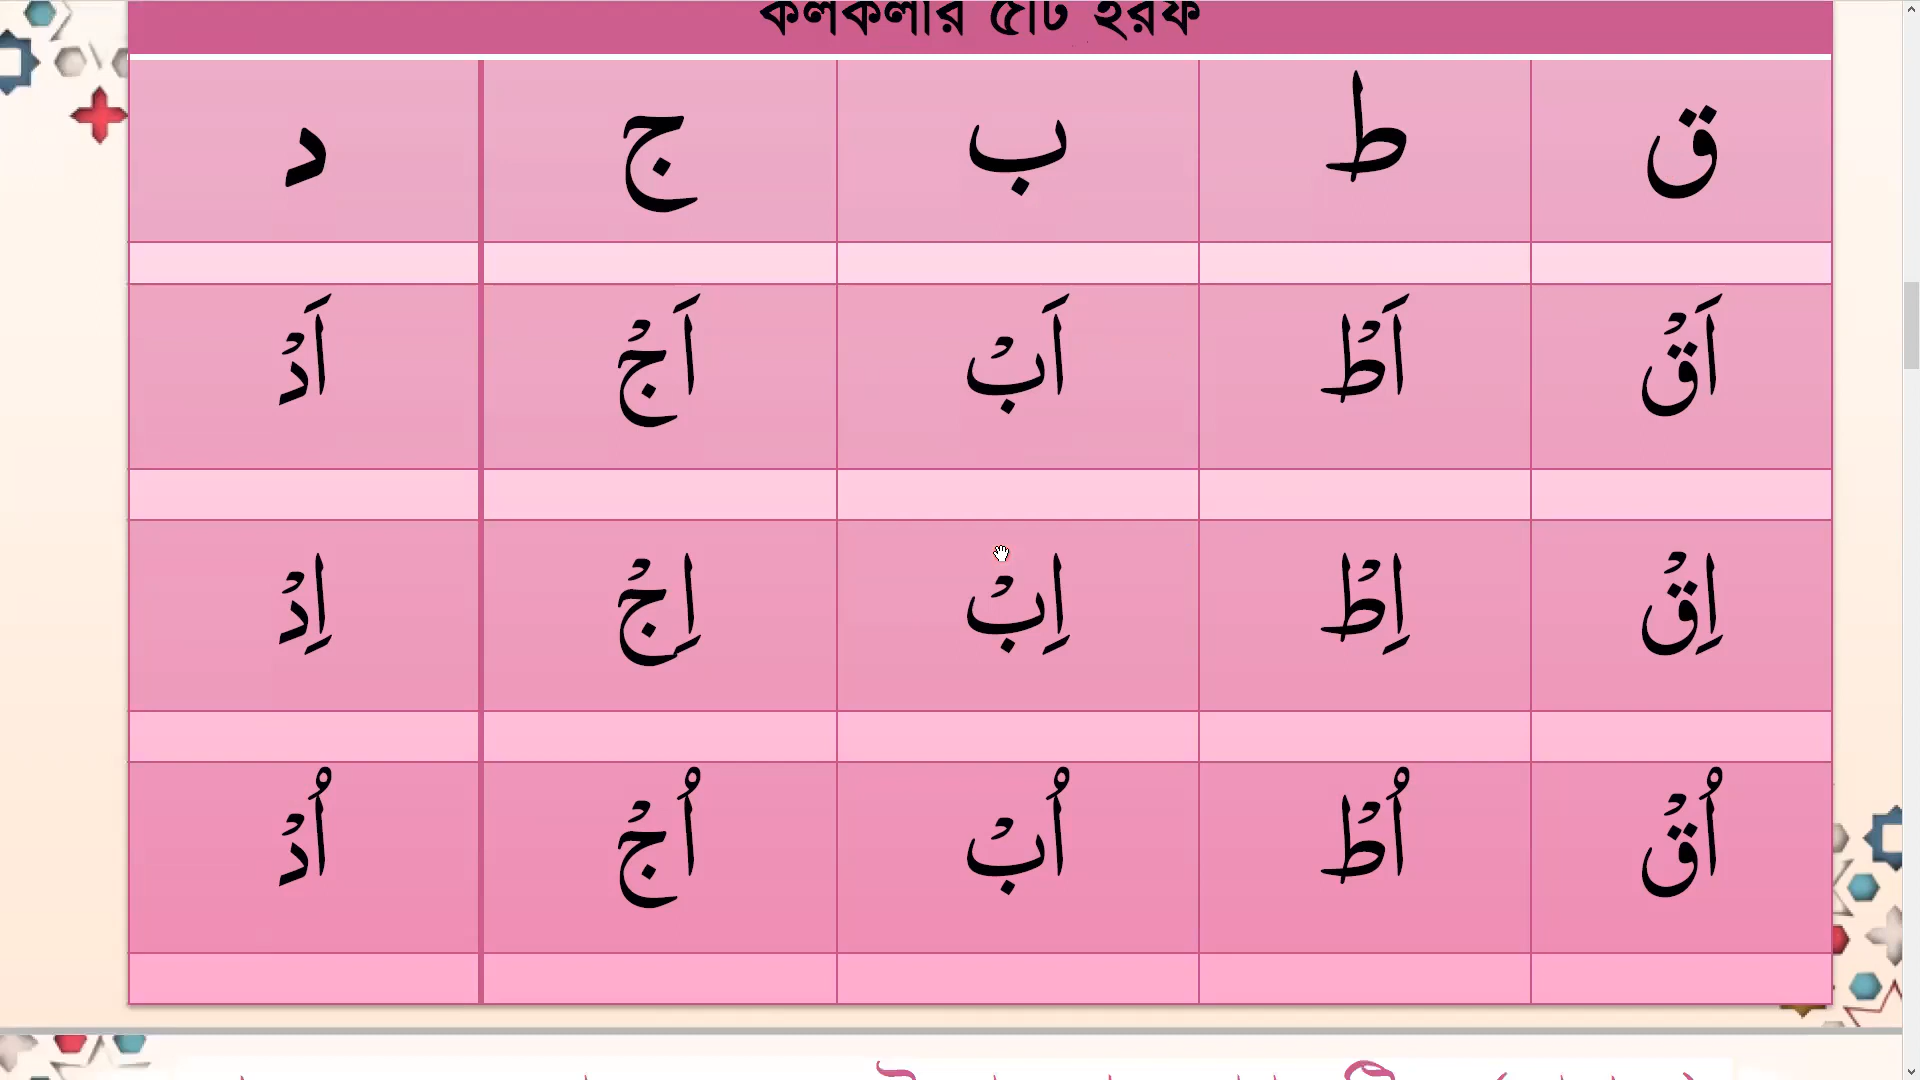 কলকলার ৫টি হরফ
ق ط ب ج د
اَقْ اَطْ اَبْ اَجْ اَدْ
اِقْ اِطْ اِبْ اِجْ اِدْ
اُقْ اُطْ اُبْ اُجْ اُدْ